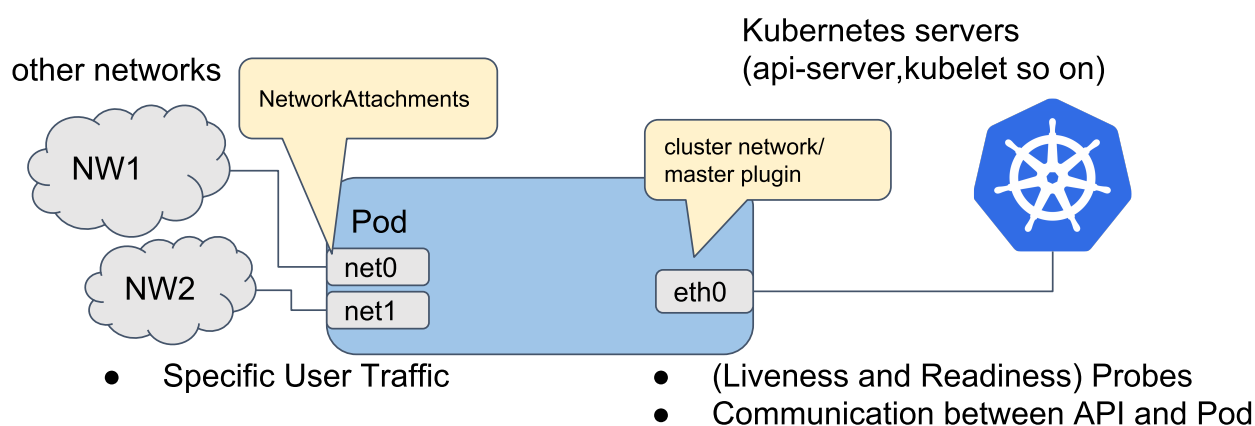 Kubernetes servers
(api-server,kubelet so on)
other networks
NetworkAttachments
NW1
cluster network/
master plugin
Pod
net0
NW2
eth0
net1
● Specific User Traffic
● (Liveness and Readiness) Probes
● Communication between API and Pod